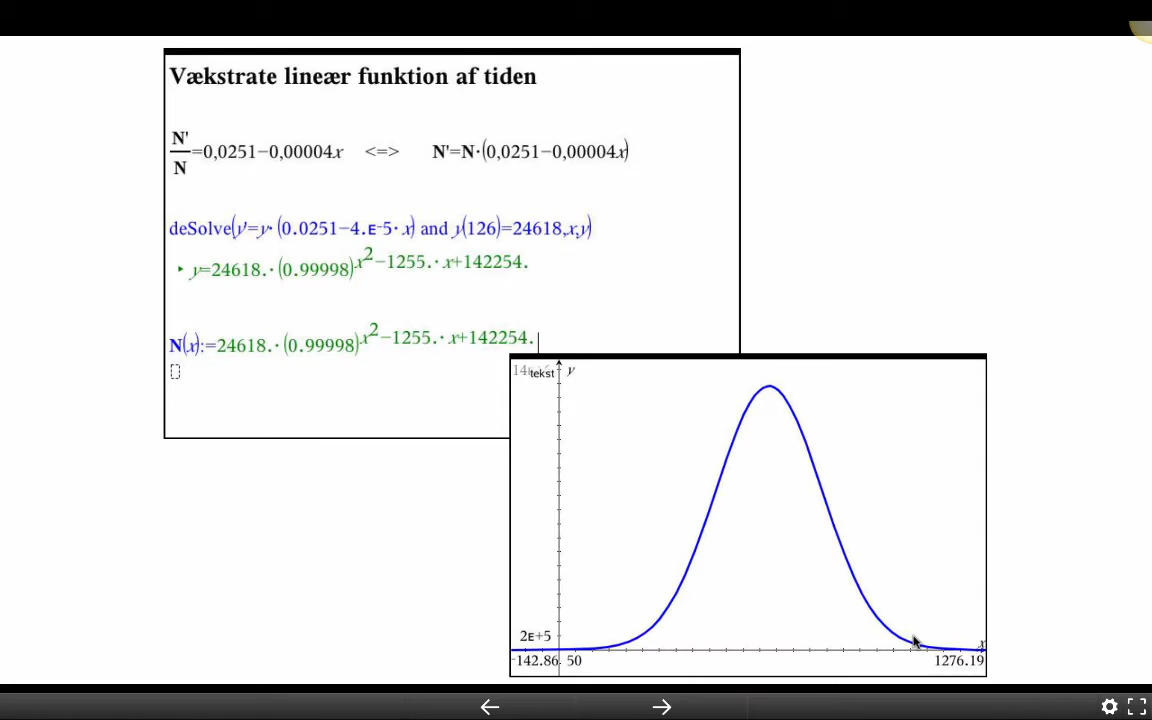 Vækstrate lineær funktion af tiden
N'/N=0,0251−0,00004x <=> N'=N·(0,0251−0,00004x)
deSolve(y'=y·(0.0251−4.ᴇ-5·x) and y(126)=24618,x,y)
▸ y=24618.·(0.99998)^x²−1255.·x+142254.
N(x):=24618.·(0.99998)^x²−1255.·x+142254.
tekst y
2ᴇ+5
x
-142.86 50 1276.19